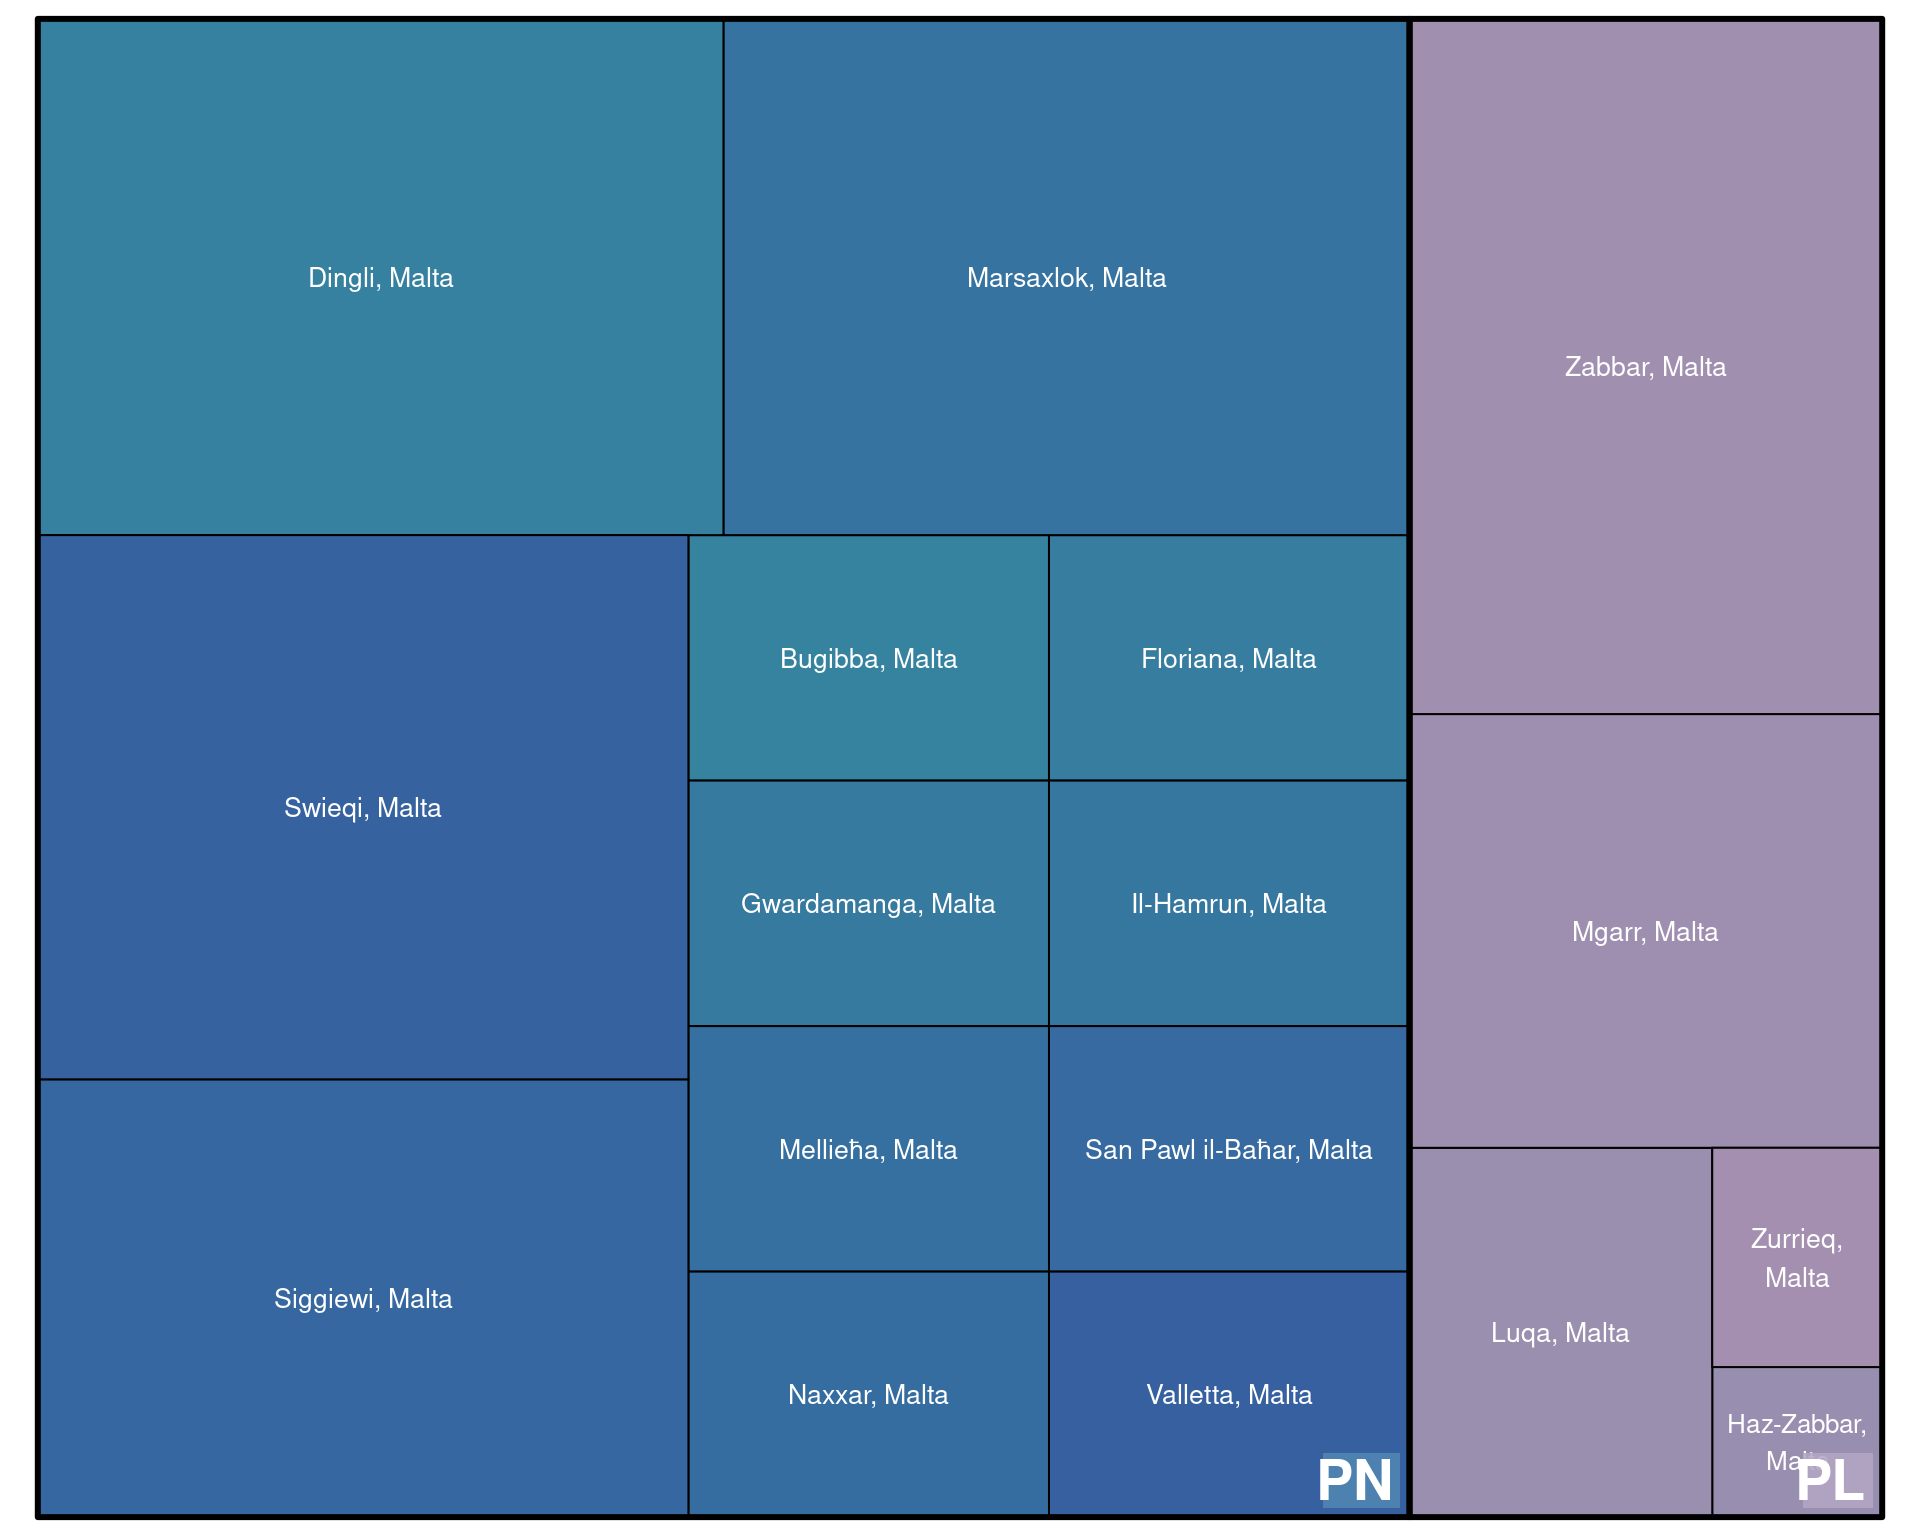 Dingli, Malta
Marsaxlok, Malta
Zabbar, Malta
Bugibba, Malta
Floriana, Malta
Swieqi, Malta
Gwardamanga, Malta
Il-Hamrun, Malta
Mgarr, Malta
Mellieħa, Malta
San Pawl il-Baħar, Malta
Zurrieq,
Malta
Siggiewi, Malta
Luqa, Malta
Naxxar, Malta
Valletta, Malta
Haz-Zabbar,
PN
PL